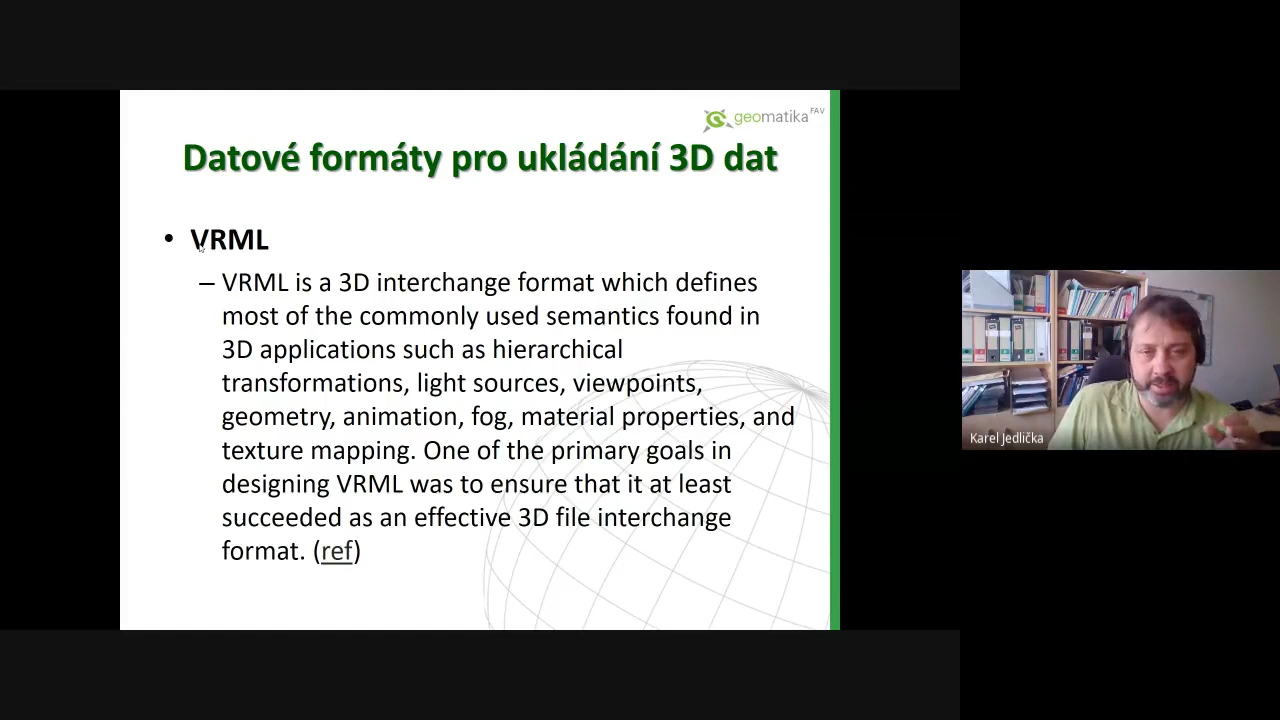 geomatika FAV
Datové formáty pro ukládání 3D dat
• VRML
– VRML is a 3D interchange format which defines
most of the commonly used semantics found in
3D applications such as hierarchical
transformations, light sources, viewpoints,
geometry, animation, fog, material properties, and
texture mapping. One of the primary goals in
designing VRML was to ensure that it at least
succeeded as an effective 3D file interchange
format. (ref)
Karel Jedlička